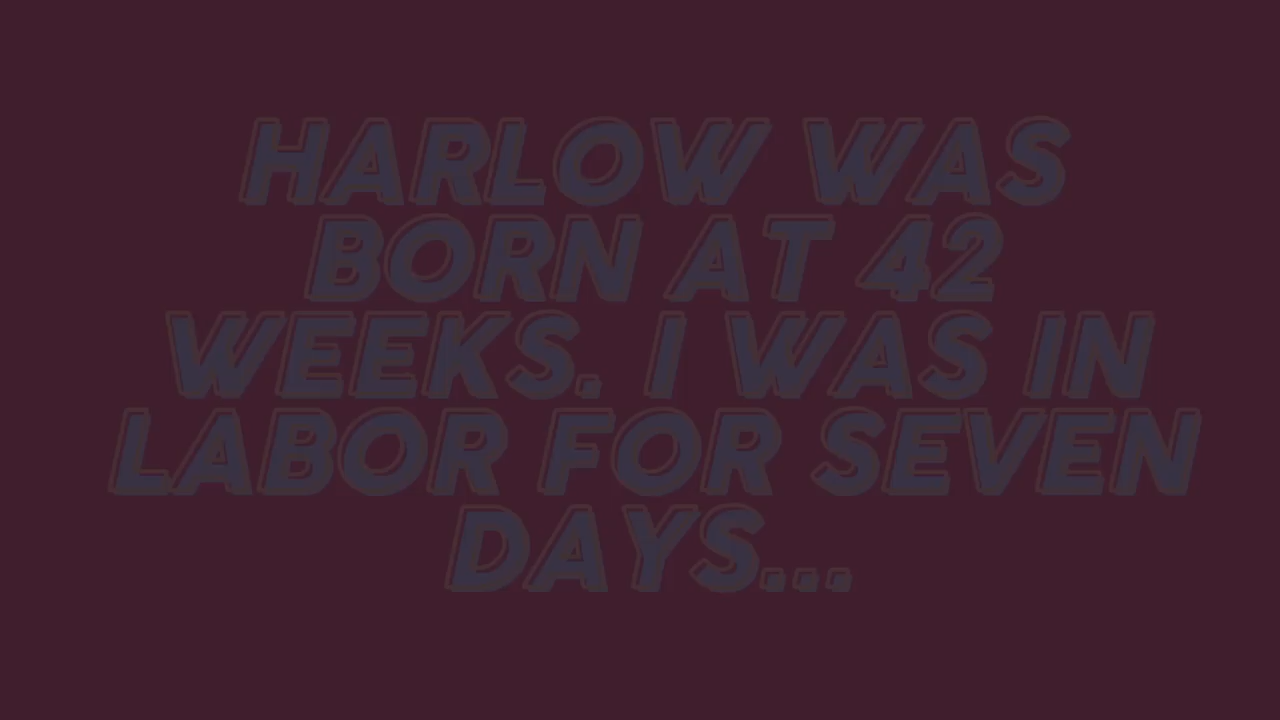 HARLOW WAS
BORN AT 42
WEEKS. I WAS IN
LABOR FOR SEVEN
DAYS...